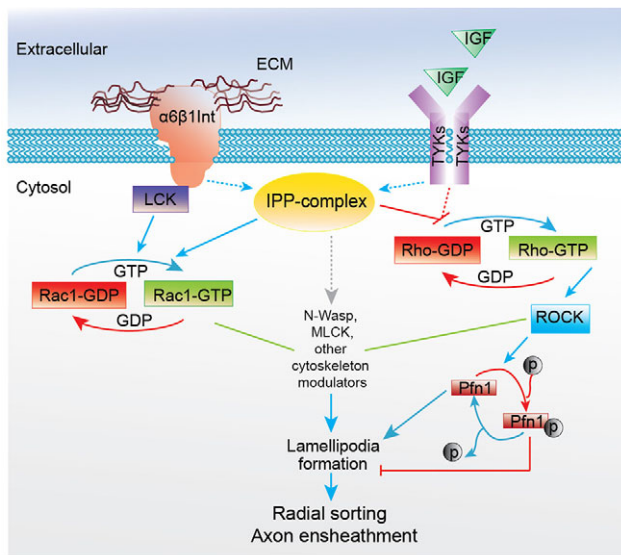 IGF
Extracellular
ECM
IGF
α6β1Int
TYKs
TYKs
Cytosol
LCK
IPP-complex
GTP
Rho-GDP
Rho-GTP
GDP
GTP
Rac1-GDP
Rac1-GTP
GDP
N-Wasp,
MLCK,
other
cytoskeleton
modulators
ROCK
p
Pfn1
Pfn1
p
p
Lamellipodia
formation
Radial sorting
Axon ensheathment